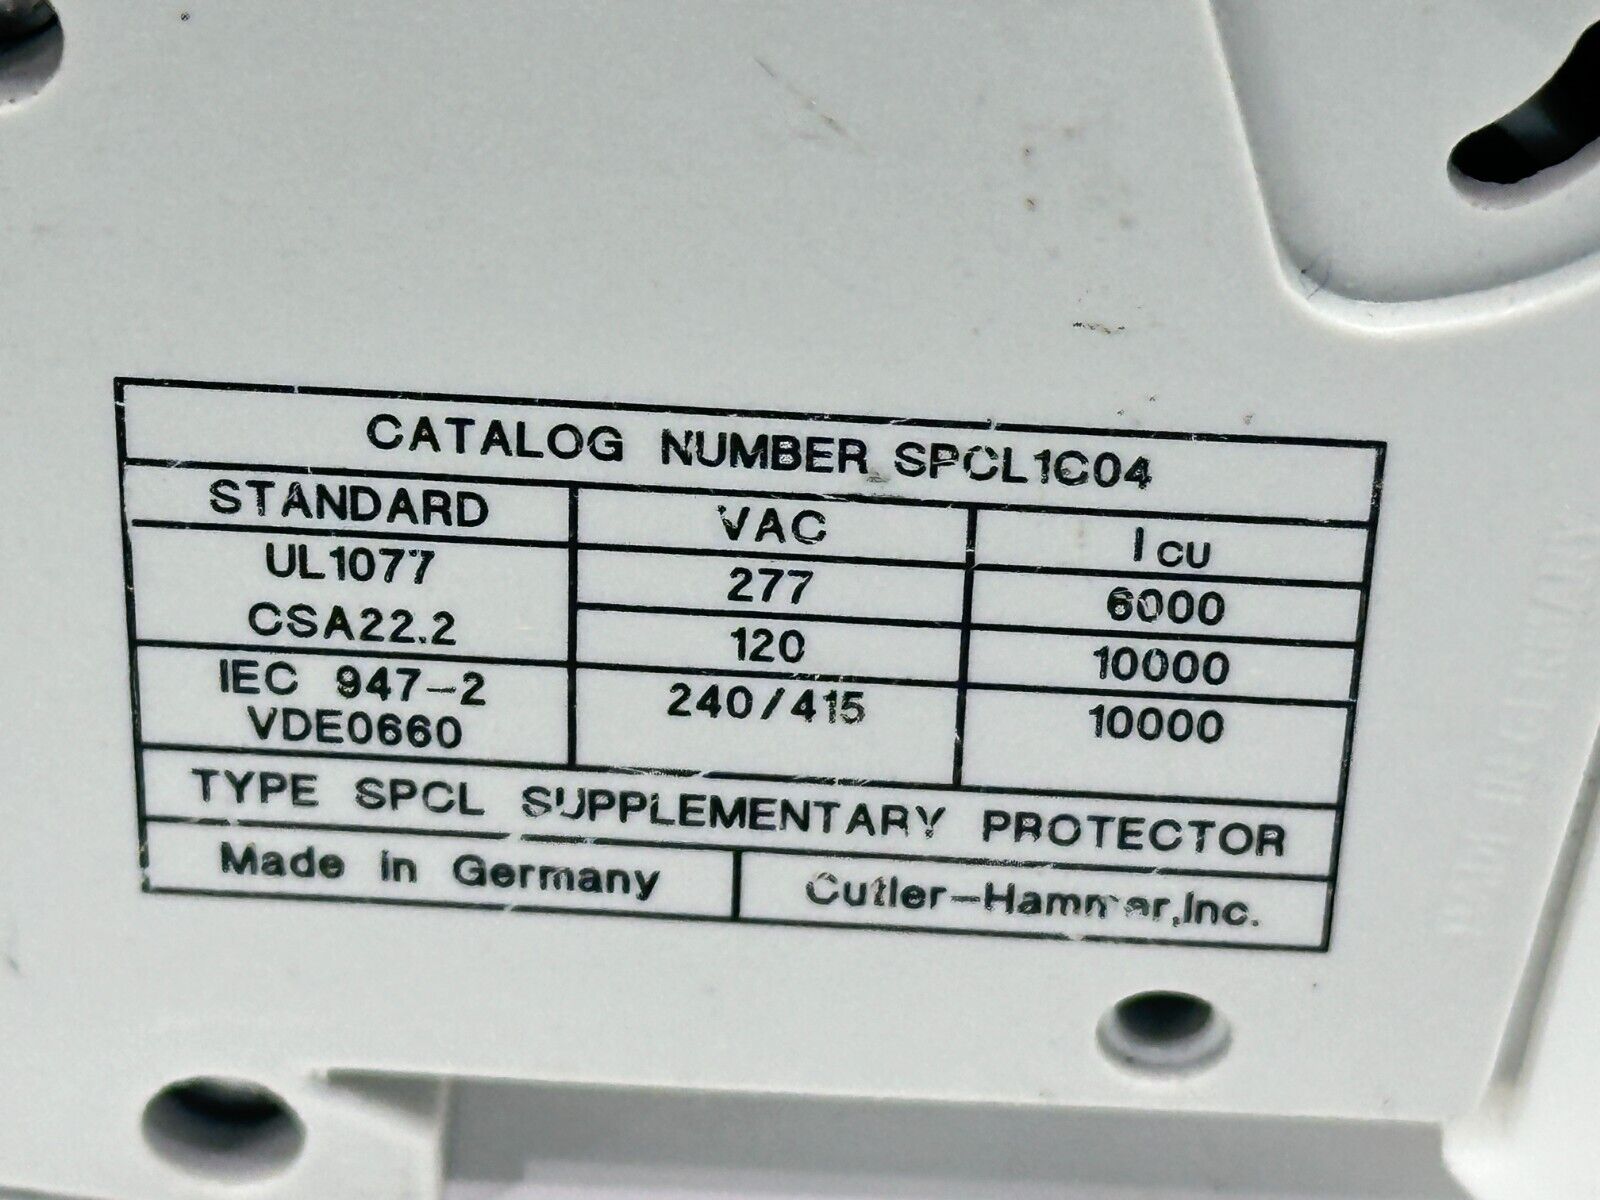 CATALOG NUMBER SPCL1C04
STANDARD VAC Icu
UL1077 277 6000
CSA22.2 120 10000
IEC 947-2 240/415 10000
VDE0660
TYPE SPCL SUPPLEMENTARY PROTECTOR
Made in Germany Cutler-Hammer,Inc.